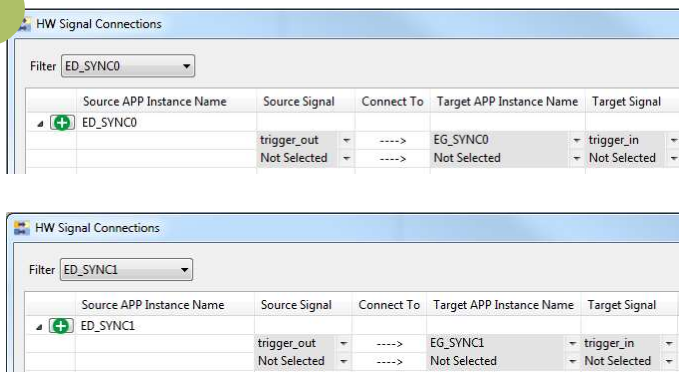 HW Signal Connections
Filter ED_SYNC0
Source APP Instance Name Source Signal Connect To Target APP Instance Name Target Signal
ED_SYNC0
trigger_out ----> EG_SYNC0 trigger_in
Not Selected ----> Not Selected Not Selected
HW Signal Connections
Filter ED_SYNC1
Source APP Instance Name Source Signal Connect To Target APP Instance Name Target Signal
ED_SYNC1
trigger_out ----> EG_SYNC1 trigger_in
Not Selected ----> Not Selected Not Selected